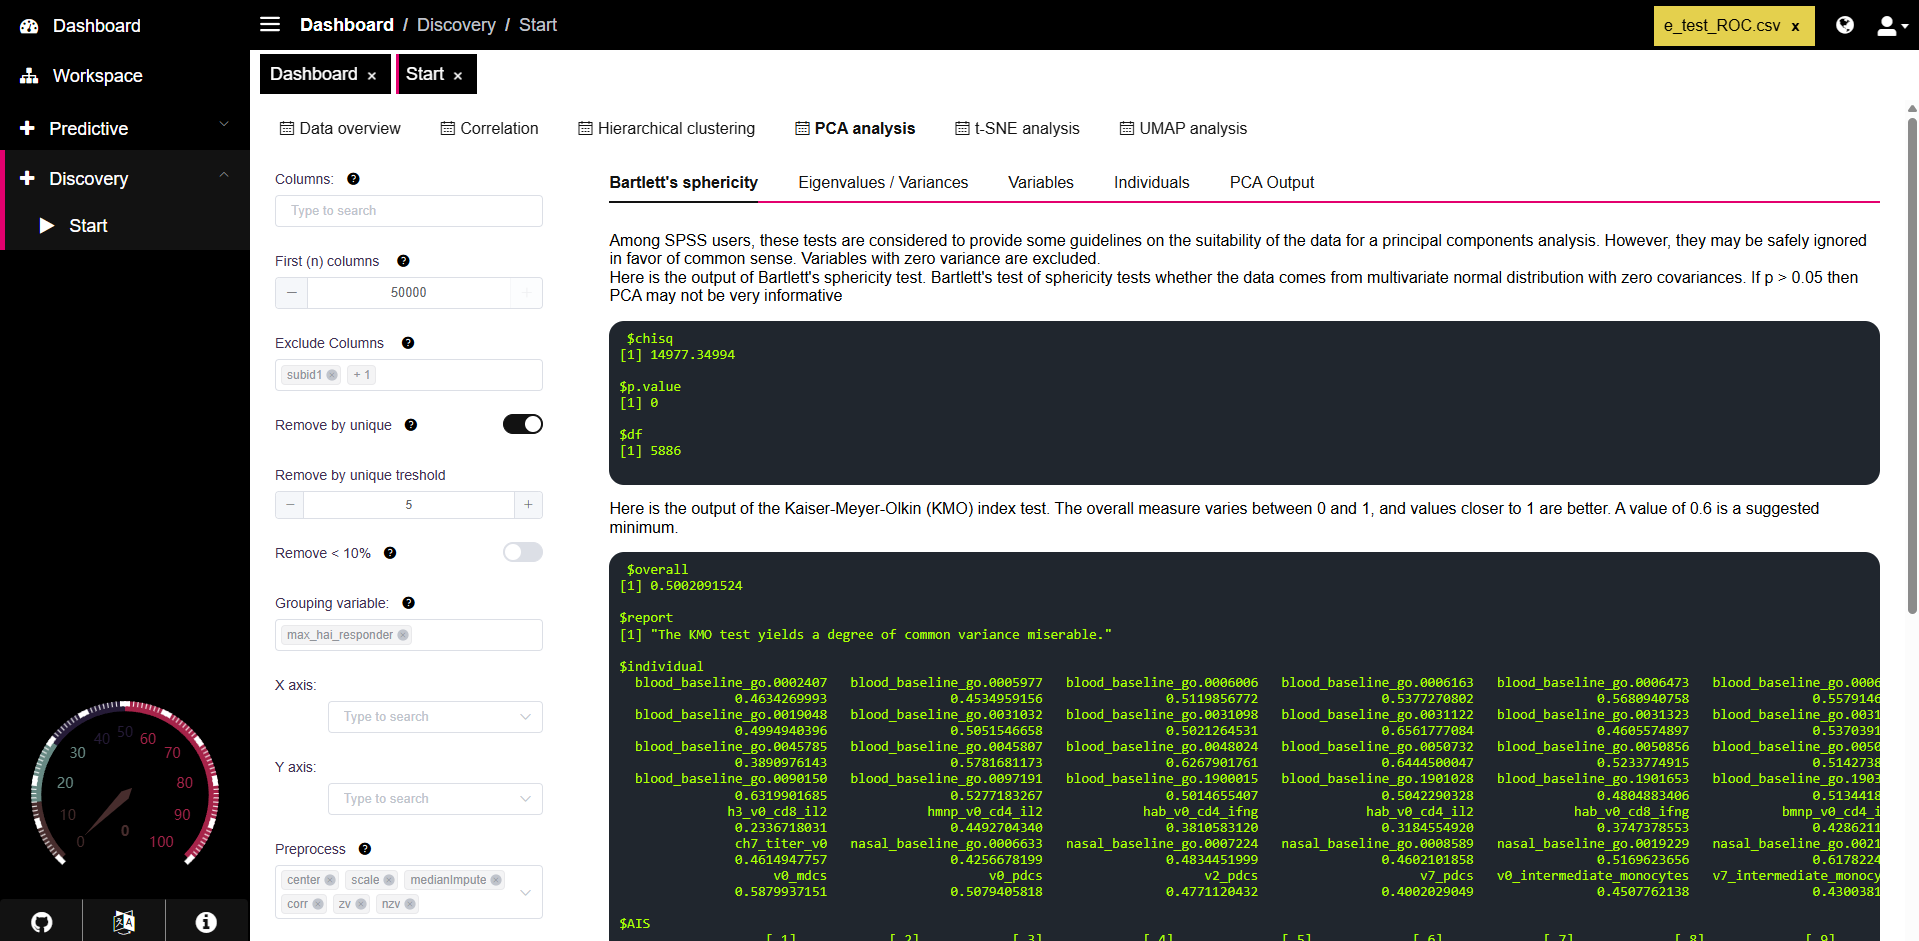 Dashboard
Workspace
Predictive
Discovery
Start
Dashboard / Discovery / Start
e_test_ROC.csv x
Dashboard x
Start x
Data overview
Correlation
Hierarchical clustering
PCA analysis
t-SNE analysis
UMAP analysis
Columns: ?
Type to search
First (n) columns ?
− 50000 +
Exclude Columns ?
subid1 + 1
Remove by unique ?
Remove by unique treshold
− 5 +
Remove < 10% ?
Grouping variable: ?
max_hai_responder
X axis:
Type to search
Y axis:
Type to search
Preprocess ?
center scale medianImpute
corr zv nzv
Bartlett's sphericity
Eigenvalues / Variances
Variables
Individuals
PCA Output
Among SPSS users, these tests are considered to provide some guidelines on the suitability of the data for a principal components analysis. However, they may be safely ignored
in favor of common sense. Variables with zero variance are excluded.
Here is the output of Bartlett's sphericity test. Bartlett's test of sphericity tests whether the data comes from multivariate normal distribution with zero covariances. If p > 0.05 then
PCA may not be very informative
$chisq
[1] 14977.34994
$p.value
[1] 0
$df
[1] 5886
Here is the output of the Kaiser-Meyer-Olkin (KMO) index test. The overall measure varies between 0 and 1, and values closer to 1 are better. A value of 0.6 is a suggested
minimum.
$overall
[1] 0.5002091524
$report
[1] "The KMO test yields a degree of common variance miserable."
$individual
blood_baseline_go.0002407 blood_baseline_go.0005977 blood_baseline_go.0006006 blood_baseline_go.0006163 blood_baseline_go.0006473 blood_baseline_go.0006
0.4634269993 0.4534959156 0.5119856772 0.5377270802 0.5680940758 0.5579146
blood_baseline_go.0019048 blood_baseline_go.0031032 blood_baseline_go.0031098 blood_baseline_go.0031122 blood_baseline_go.0031323 blood_baseline_go.0031
0.4994940396 0.5051546658 0.5021264531 0.6561777084 0.4605574897 0.5370391
blood_baseline_go.0045785 blood_baseline_go.0045807 blood_baseline_go.0048024 blood_baseline_go.0050732 blood_baseline_go.0050856 blood_baseline_go.0050
0.3890976143 0.5781681173 0.6267901761 0.6444500047 0.5233774915 0.5142738
blood_baseline_go.0090150 blood_baseline_go.0097191 blood_baseline_go.1900015 blood_baseline_go.1901028 blood_baseline_go.1901653 blood_baseline_go.1903
0.6319901685 0.5277183267 0.5014655407 0.5042290328 0.4804883406 0.5134418
h3_v0_cd8_il2 hmnp_v0_cd4_il2 hab_v0_cd4_ifng hab_v0_cd4_il2 hab_v0_cd8_ifng bmnp_v0_cd4_i
0.2336718031 0.4492704340 0.3810583120 0.3184554920 0.3747378553 0.4286211
ch7_titer_v0 nasal_baseline_go.0006633 nasal_baseline_go.0007224 nasal_baseline_go.0008589 nasal_baseline_go.0019229 nasal_baseline_go.0021
0.4614947757 0.4256678199 0.4834451999 0.4602101858 0.5169623656 0.6178224
v0_mdcs v0_pdcs v2_pdcs v7_pdcs v0_intermediate_monocytes v7_intermediate_monocy
0.5879937151 0.5079405818 0.4771120432 0.4002029049 0.4507762138 0.4300381
$AIS
[,1] [,2] [,3] [,4] [,5] [,6] [,7] [,8] [,9]
0 10 20 30 40 50 60 70 80 90 100
0